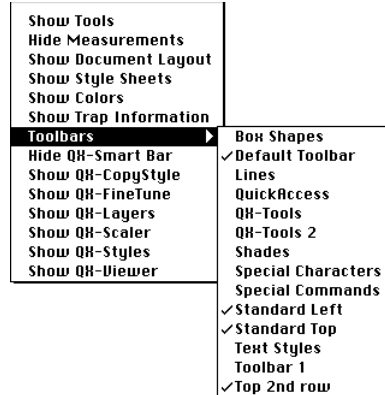 Show Tools
Hide Measurements
Show Document Layout
Show Style Sheets
Show Colors
Show Trap Information
Toolbars
Hide QX-Smart Bar
Show QX-CopyStyle
Show QX-FineTune
Show QX-Layers
Show QX-Scaler
Show QX-Styles
Show QX-Viewer
Box Shapes
✓Default Toolbar
Lines
QuickAccess
QX-Tools
QX-Tools 2
Shades
Special Characters
Special Commands
✓Standard Left
✓Standard Top
Text Styles
Toolbar 1
✓Top 2nd row